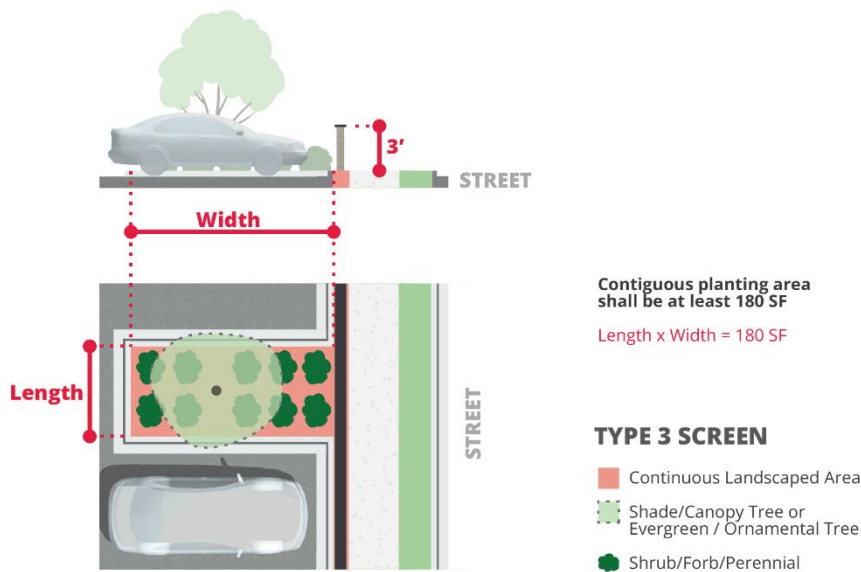 3’
STREET
Width
Length
STREET
Contiguous planting area
shall be at least 180 SF
Length x Width = 180 SF
TYPE 3 SCREEN
Continuous Landscaped Area
Shade/Canopy Tree or
Evergreen / Ornamental Tree
Shrub/Forb/Perennial